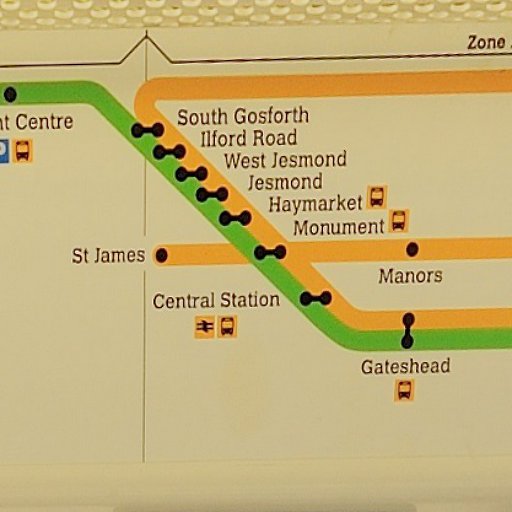 Zone
nt Centre
South Gosforth
Ilford Road
West Jesmond
Jesmond
Haymarket
Monument
St James
Manors
Central Station
Gateshead